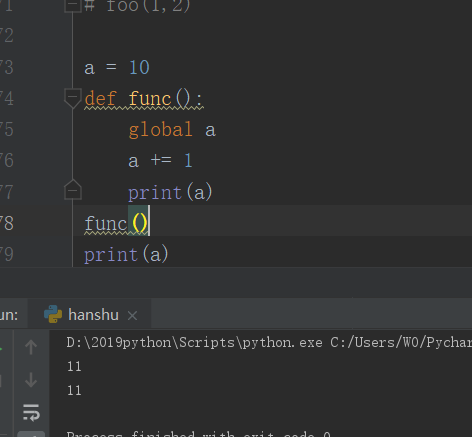 71 # foo(1,2)
72
73 a = 10
74 def func():
75 global a
76 a += 1
77 print(a)
78 func()
79 print(a)
un: hanshu ×
D:\2019python\Scripts\python.exe C:/Users/W0/Pychar
11
11
Process finished with exit code 0